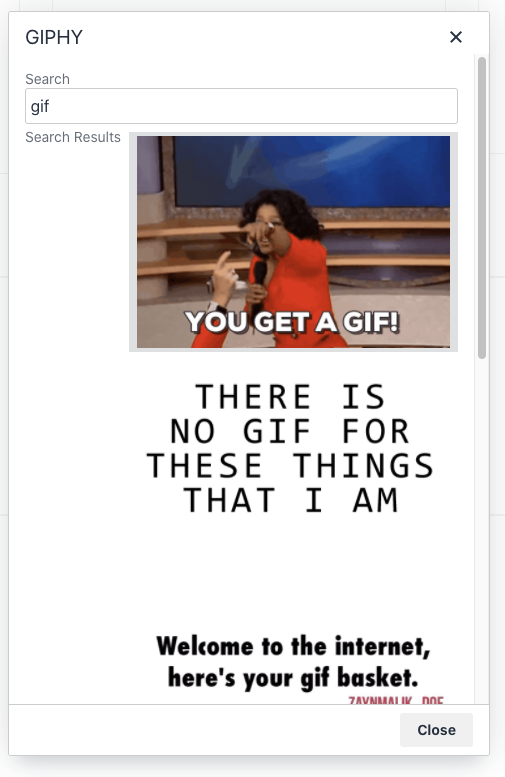 GIPHY
Search
gif
Search Results
YOU GET A GIF!
THERE IS
NO GIF FOR
THESE THINGS
THAT I AM
Welcome to the internet,
here's your gif basket.
Close